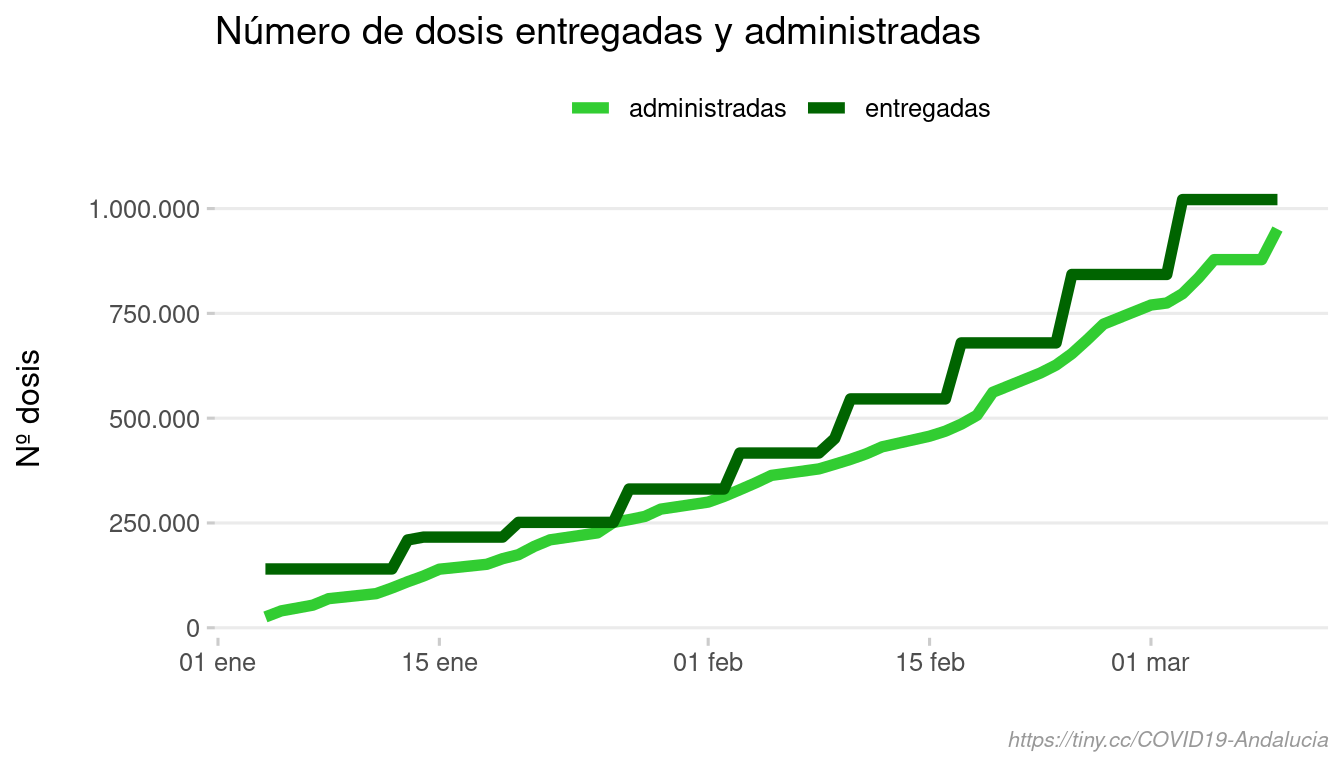 Número de dosis entregadas y administradas
administradas entregadas
Nº dosis
1.000.000
750.000
500.000
250.000
0
01 ene 15 ene 01 feb 15 feb 01 mar
https://tiny.cc/COVID19-Andalucia